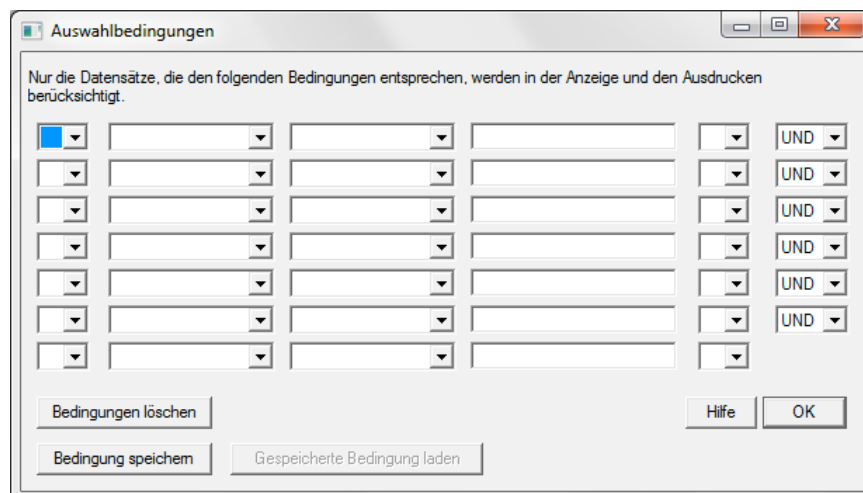 Auswahlbedingungen
Nur die Datensätze, die den folgenden Bedingungen entsprechen, werden in der Anzeige und den Ausdrucken
berücksichtigt.
UND
UND
UND
UND
UND
UND
Bedingungen löschen
Hilfe
OK
Bedingung speichern
Gespeicherte Bedingung laden